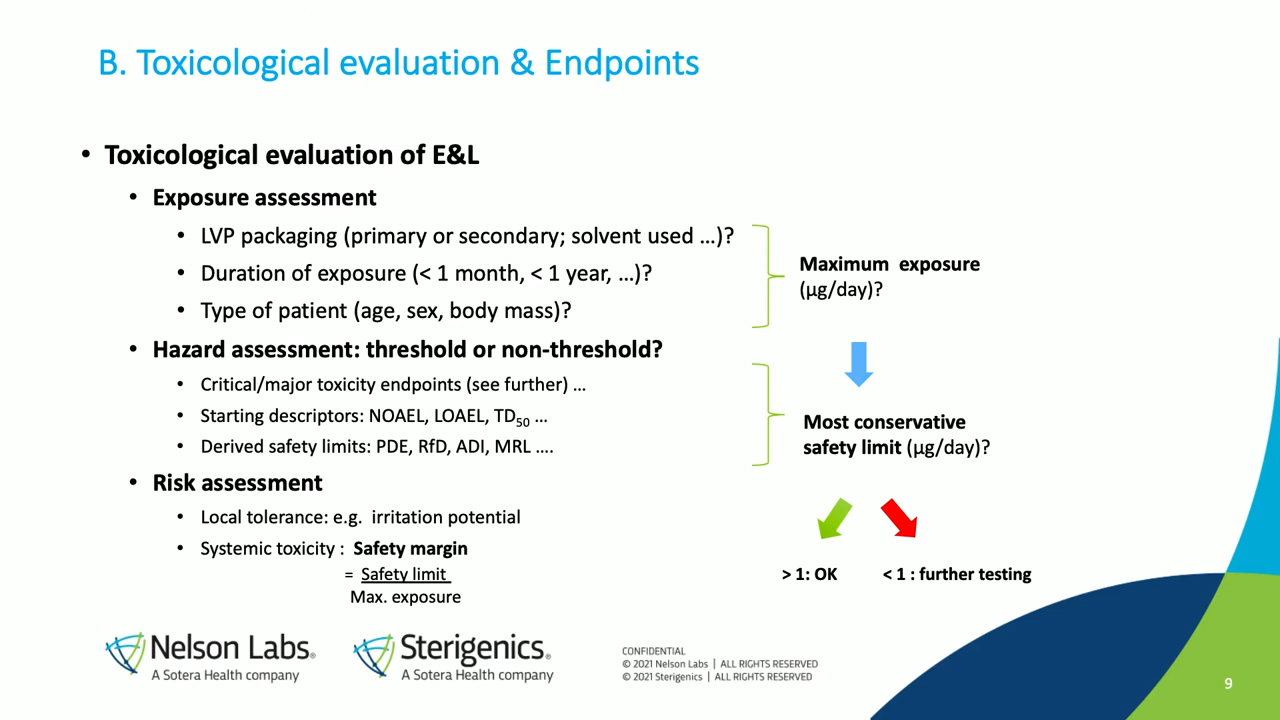 B. Toxicological evaluation & Endpoints
• Toxicological evaluation of E&L
• Exposure assessment
• LVP packaging (primary or secondary; solvent used …)?
• Duration of exposure (< 1 month, < 1 year, …)?
• Type of patient (age, sex, body mass)?
Maximum exposure
(µg/day)?
• Hazard assessment: threshold or non-threshold?
• Critical/major toxicity endpoints (see further) …
• Starting descriptors: NOAEL, LOAEL, TD50 …
• Derived safety limits: PDE, RfD, ADI, MRL ….
Most conservative
safety limit (µg/day)?
• Risk assessment
• Local tolerance: e.g. irritation potential
• Systemic toxicity : Safety margin
= Safety limit
Max. exposure
> 1: OK
< 1 : further testing
Nelson Labs®
A Sotera Health company
Sterigenics®
A Sotera Health company
CONFIDENTIAL
© 2021 Nelson Labs | ALL RIGHTS RESERVED
© 2021 Sterigenics | ALL RIGHTS RESERVED
9